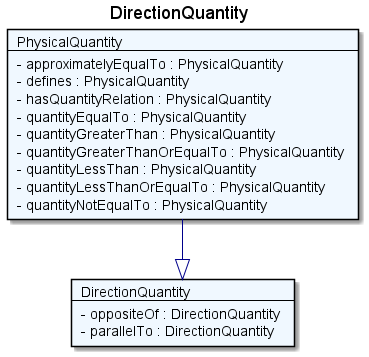 DirectionQuantity
PhysicalQuantity
- approximatelyEqualTo : PhysicalQuantity
- defines : PhysicalQuantity
- hasQuantityRelation : PhysicalQuantity
- quantityEqualTo : PhysicalQuantity
- quantityGreaterThan : PhysicalQuantity
- quantityGreaterThanOrEqualTo : PhysicalQuantity
- quantityLessThan : PhysicalQuantity
- quantityLessThanOrEqualTo : PhysicalQuantity
- quantityNotEqualTo : PhysicalQuantity
DirectionQuantity
- oppositeOf : DirectionQuantity
- parallelTo : DirectionQuantity